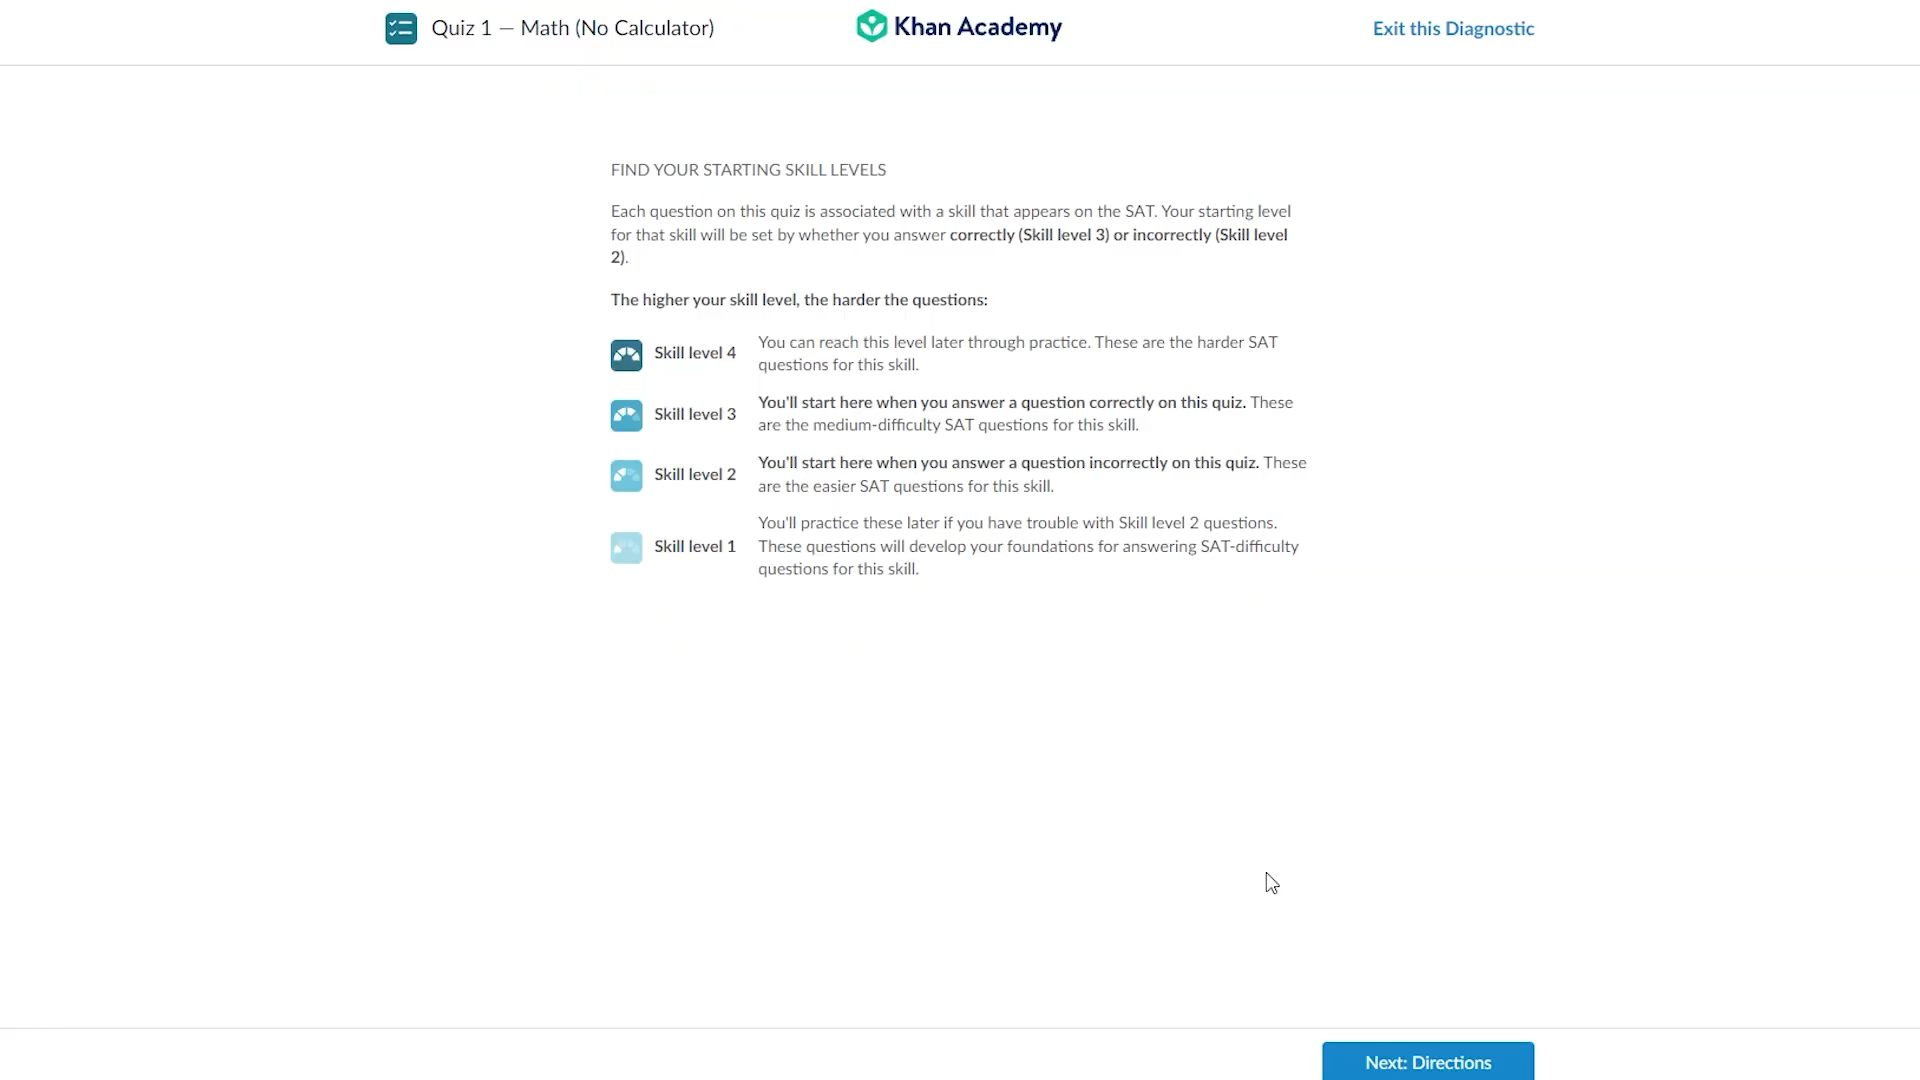 Quiz 1 — Math (No Calculator)
Khan Academy
Exit this Diagnostic
FIND YOUR STARTING SKILL LEVELS
Each question on this quiz is associated with a skill that appears on the SAT. Your starting level
for that skill will be set by whether you answer correctly (Skill level 3) or incorrectly (Skill level
2).
The higher your skill level, the harder the questions:
Skill level 4
You can reach this level later through practice. These are the harder SAT
questions for this skill.
Skill level 3
You'll start here when you answer a question correctly on this quiz. These
are the medium-difficulty SAT questions for this skill.
Skill level 2
You'll start here when you answer a question incorrectly on this quiz. These
are the easier SAT questions for this skill.
Skill level 1
You'll practice these later if you have trouble with Skill level 2 questions.
These questions will develop your foundations for answering SAT-difficulty
questions for this skill.
Next: Directions